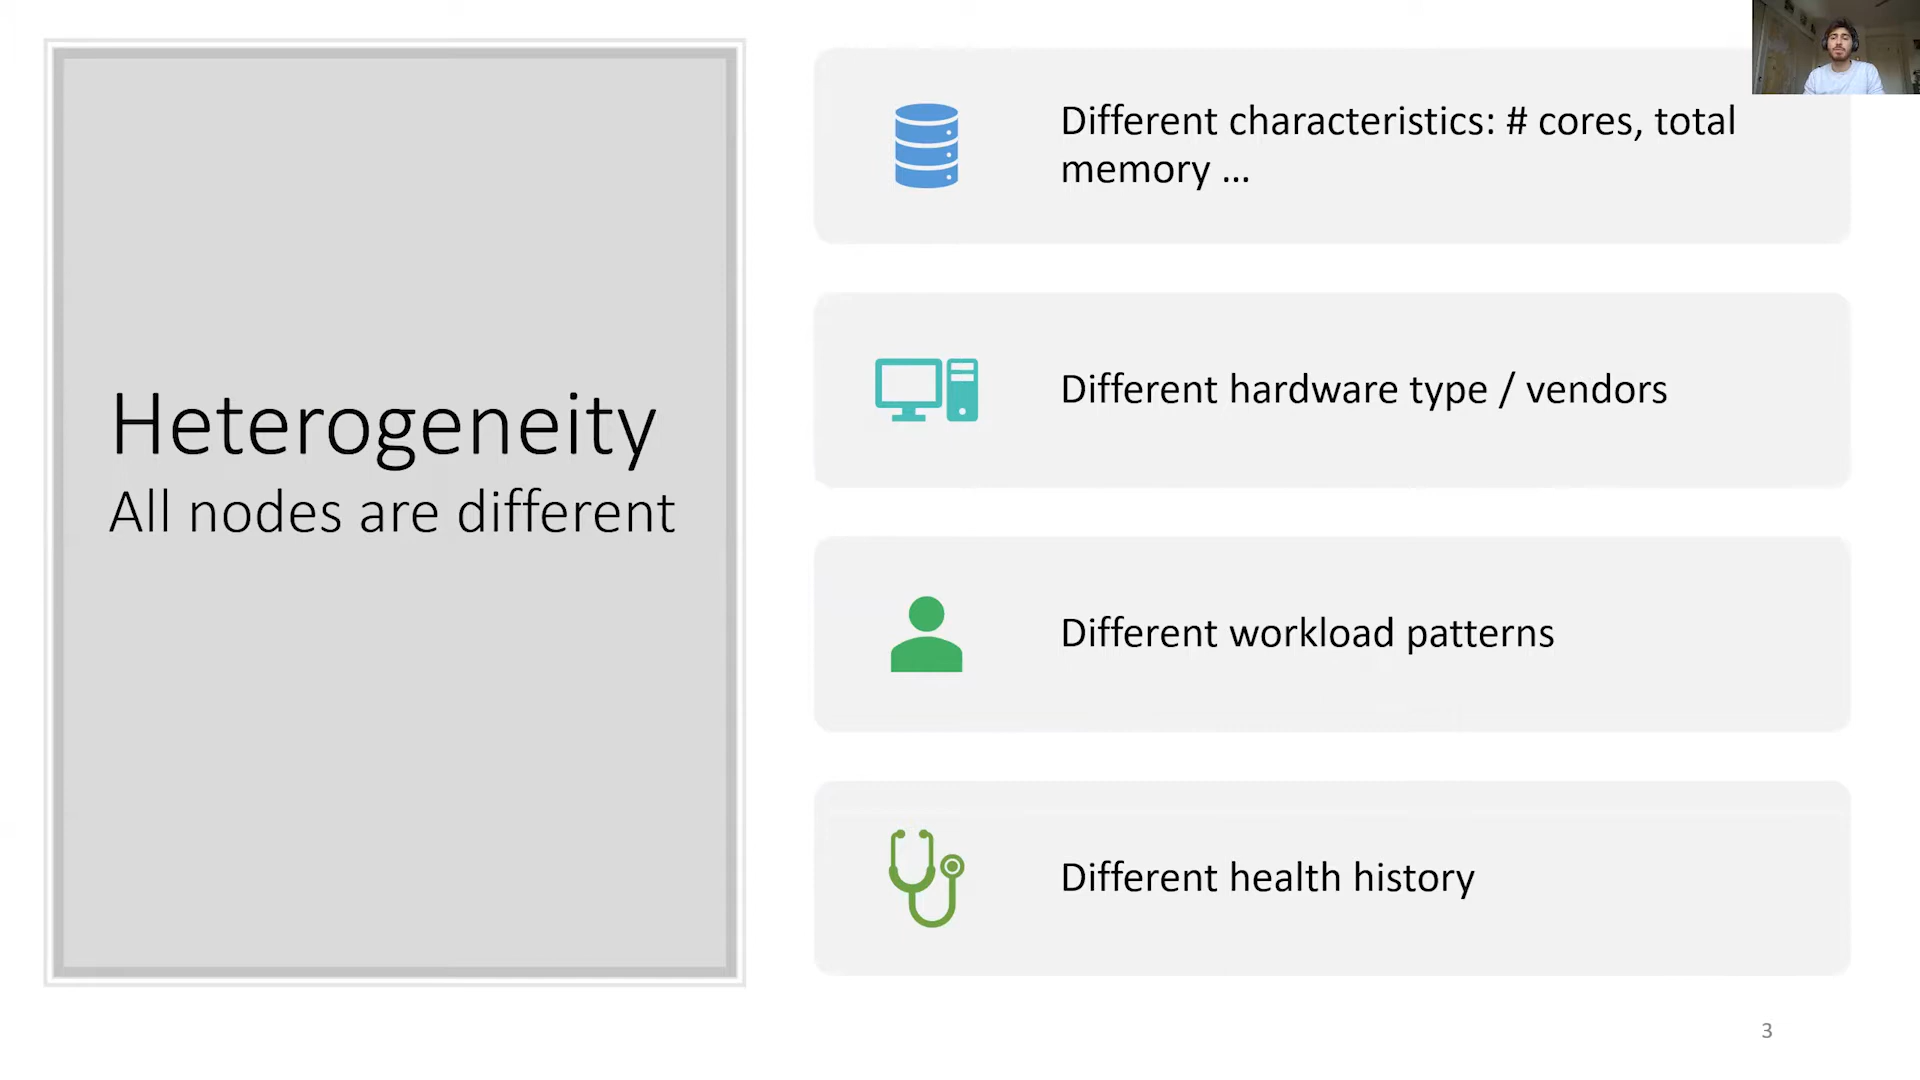 Heterogeneity
All nodes are different
Different characteristics: # cores, total
memory ...
Different hardware type / vendors
Different workload patterns
Different health history
3